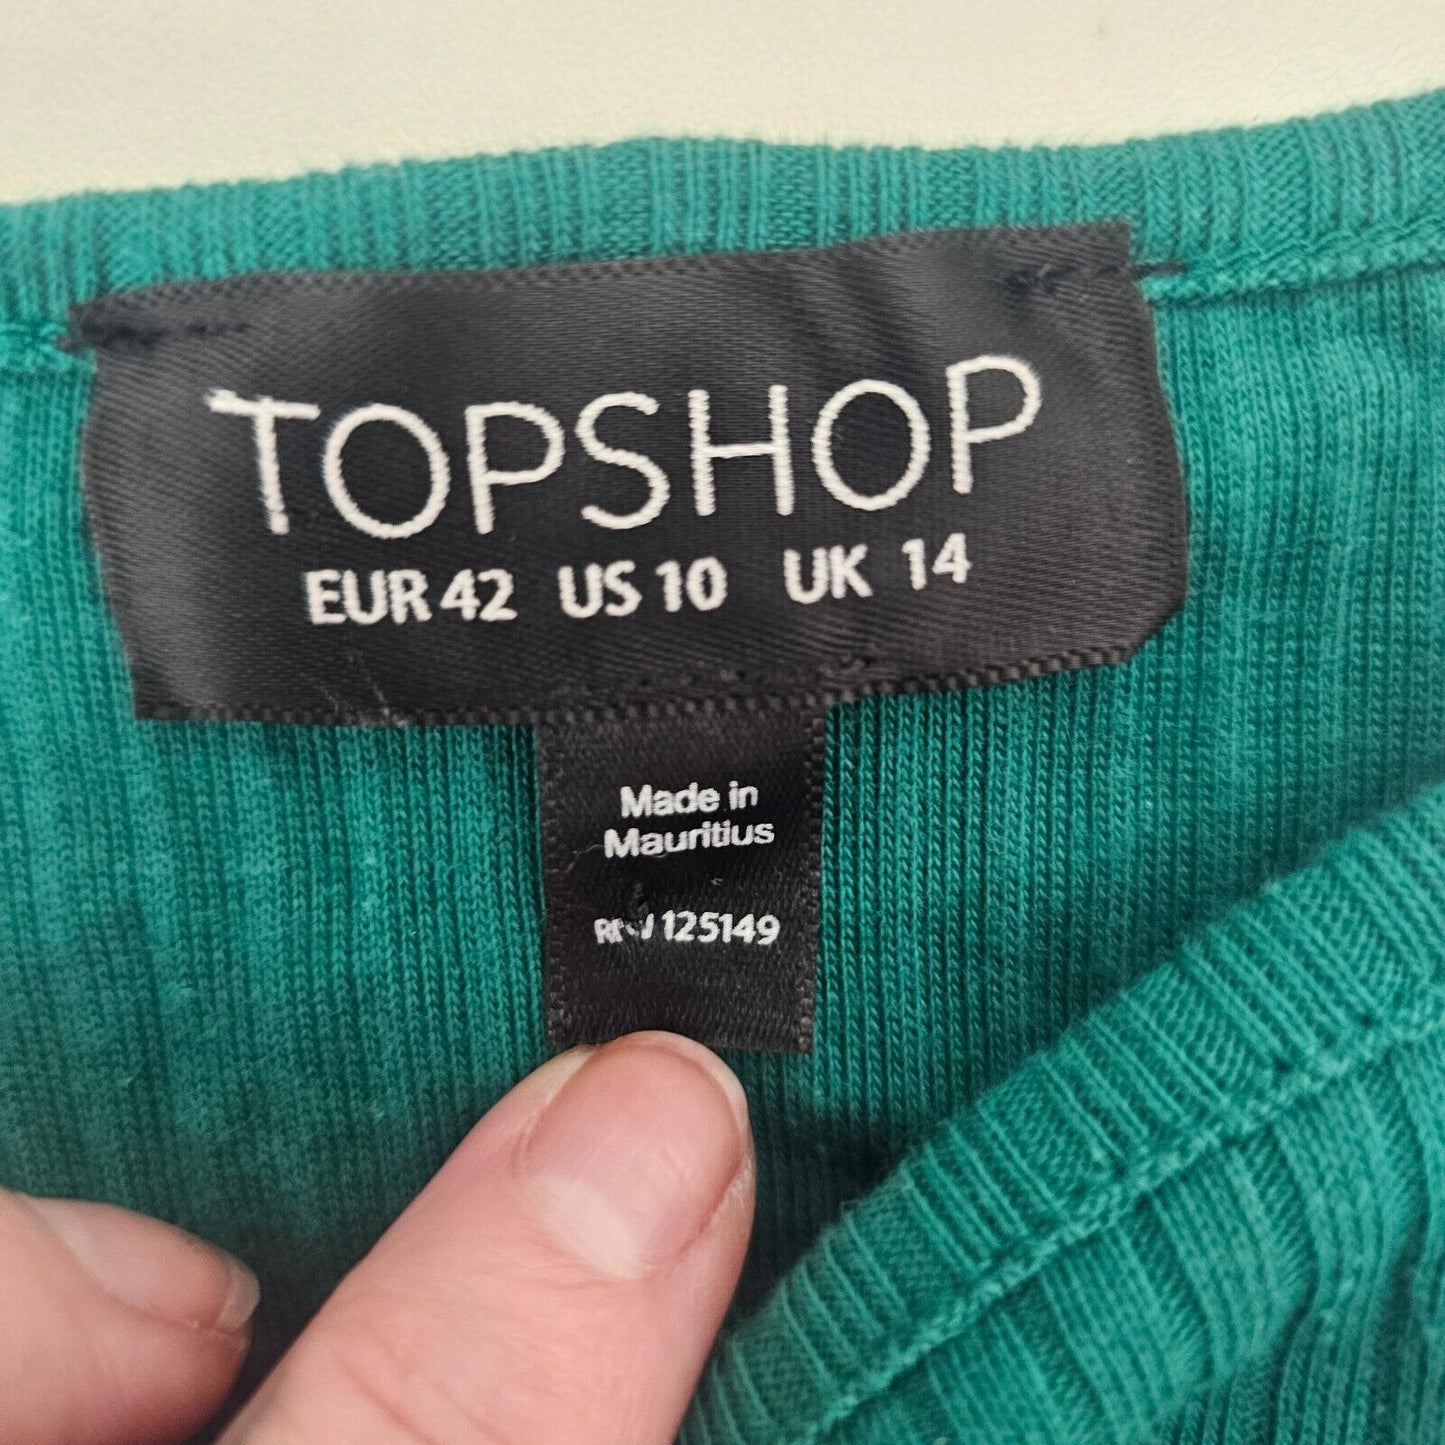 TOPSHOP
EUR 42 US 10 UK 14
Made in
Mauritius
125149